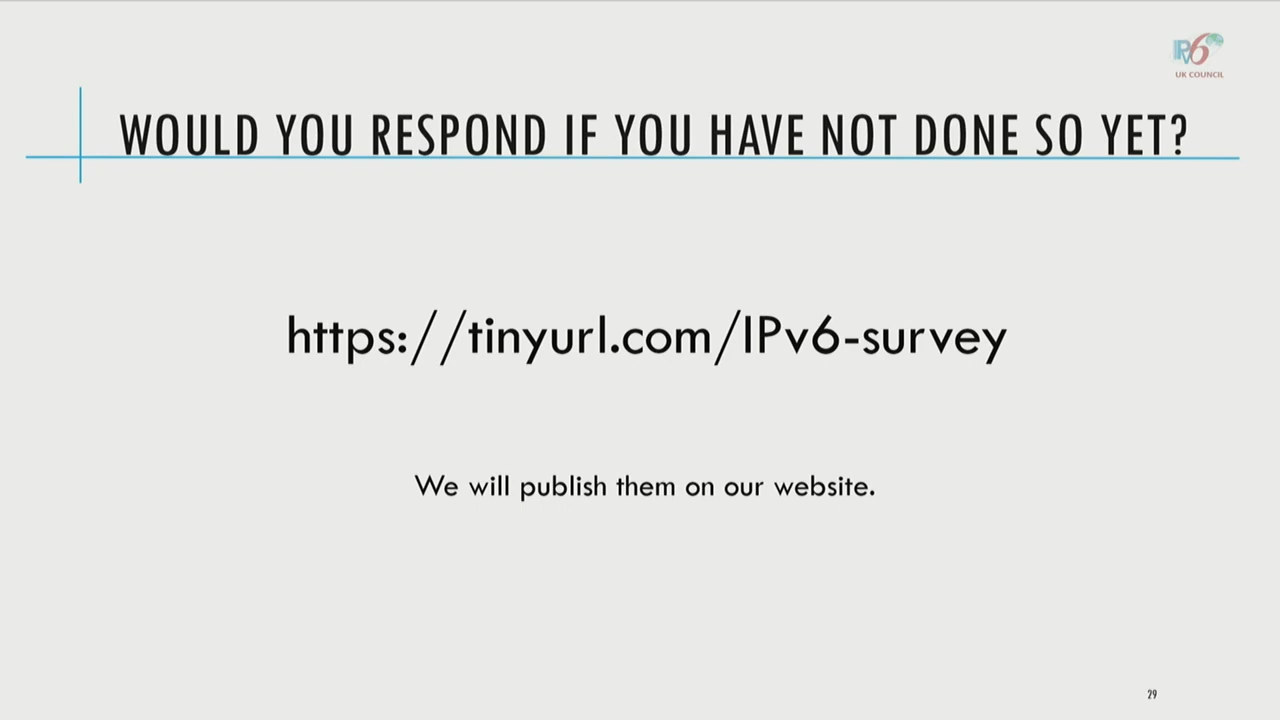 IPv6
UK COUNCIL
WOULD YOU RESPOND IF YOU HAVE NOT DONE SO YET?
https://tinyurl.com/IPv6-survey
We will publish them on our website.
29